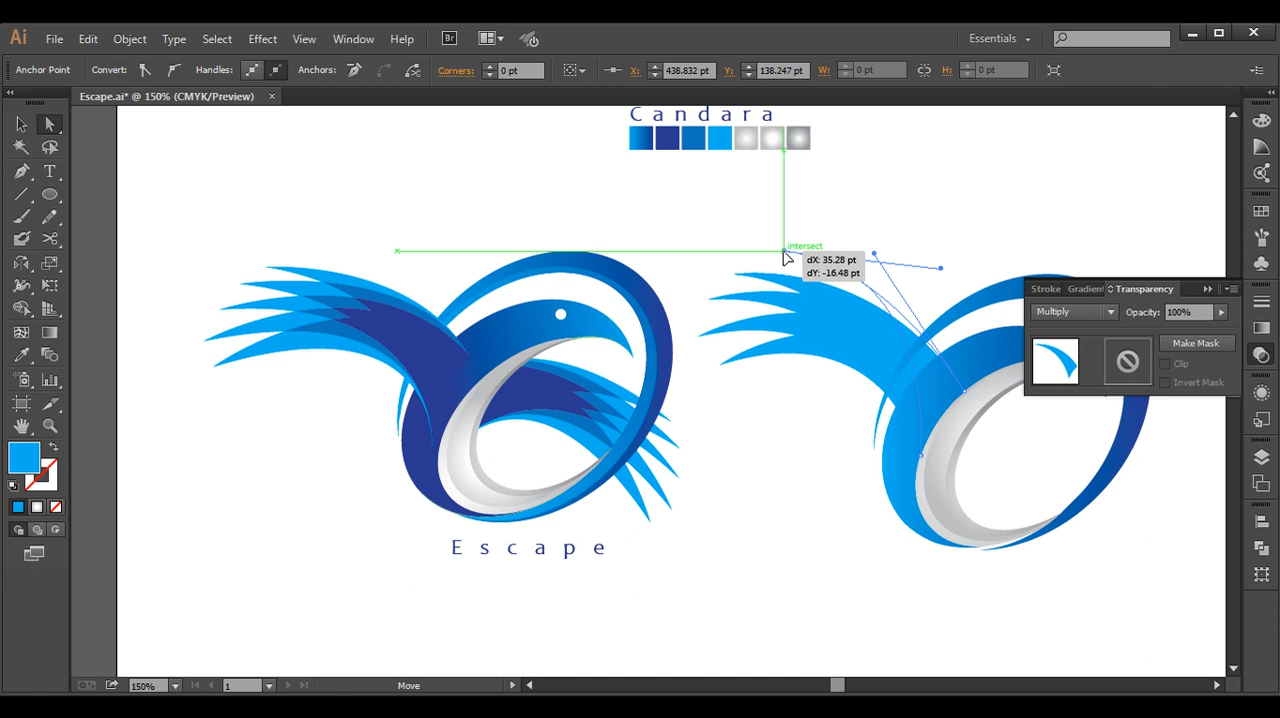 Ai File Edit Object Type Select Effect View Window Help Br Essentials
Anchor Point Convert: Handles: Anchors: Corners: 0 pt X: 438.832 pt Y: 138.247 pt W: 0 pt H: 0 pt
Escape.ai* @ 150% (CMYK/Preview) ×
Candara
intersect
dX: 35.28 pt
dY: -16.48 pt
Stroke Gradient Transparency
Multiply Opacity: 100%
Make Mask
Clip
Invert Mask
Escape
150% 1 Move